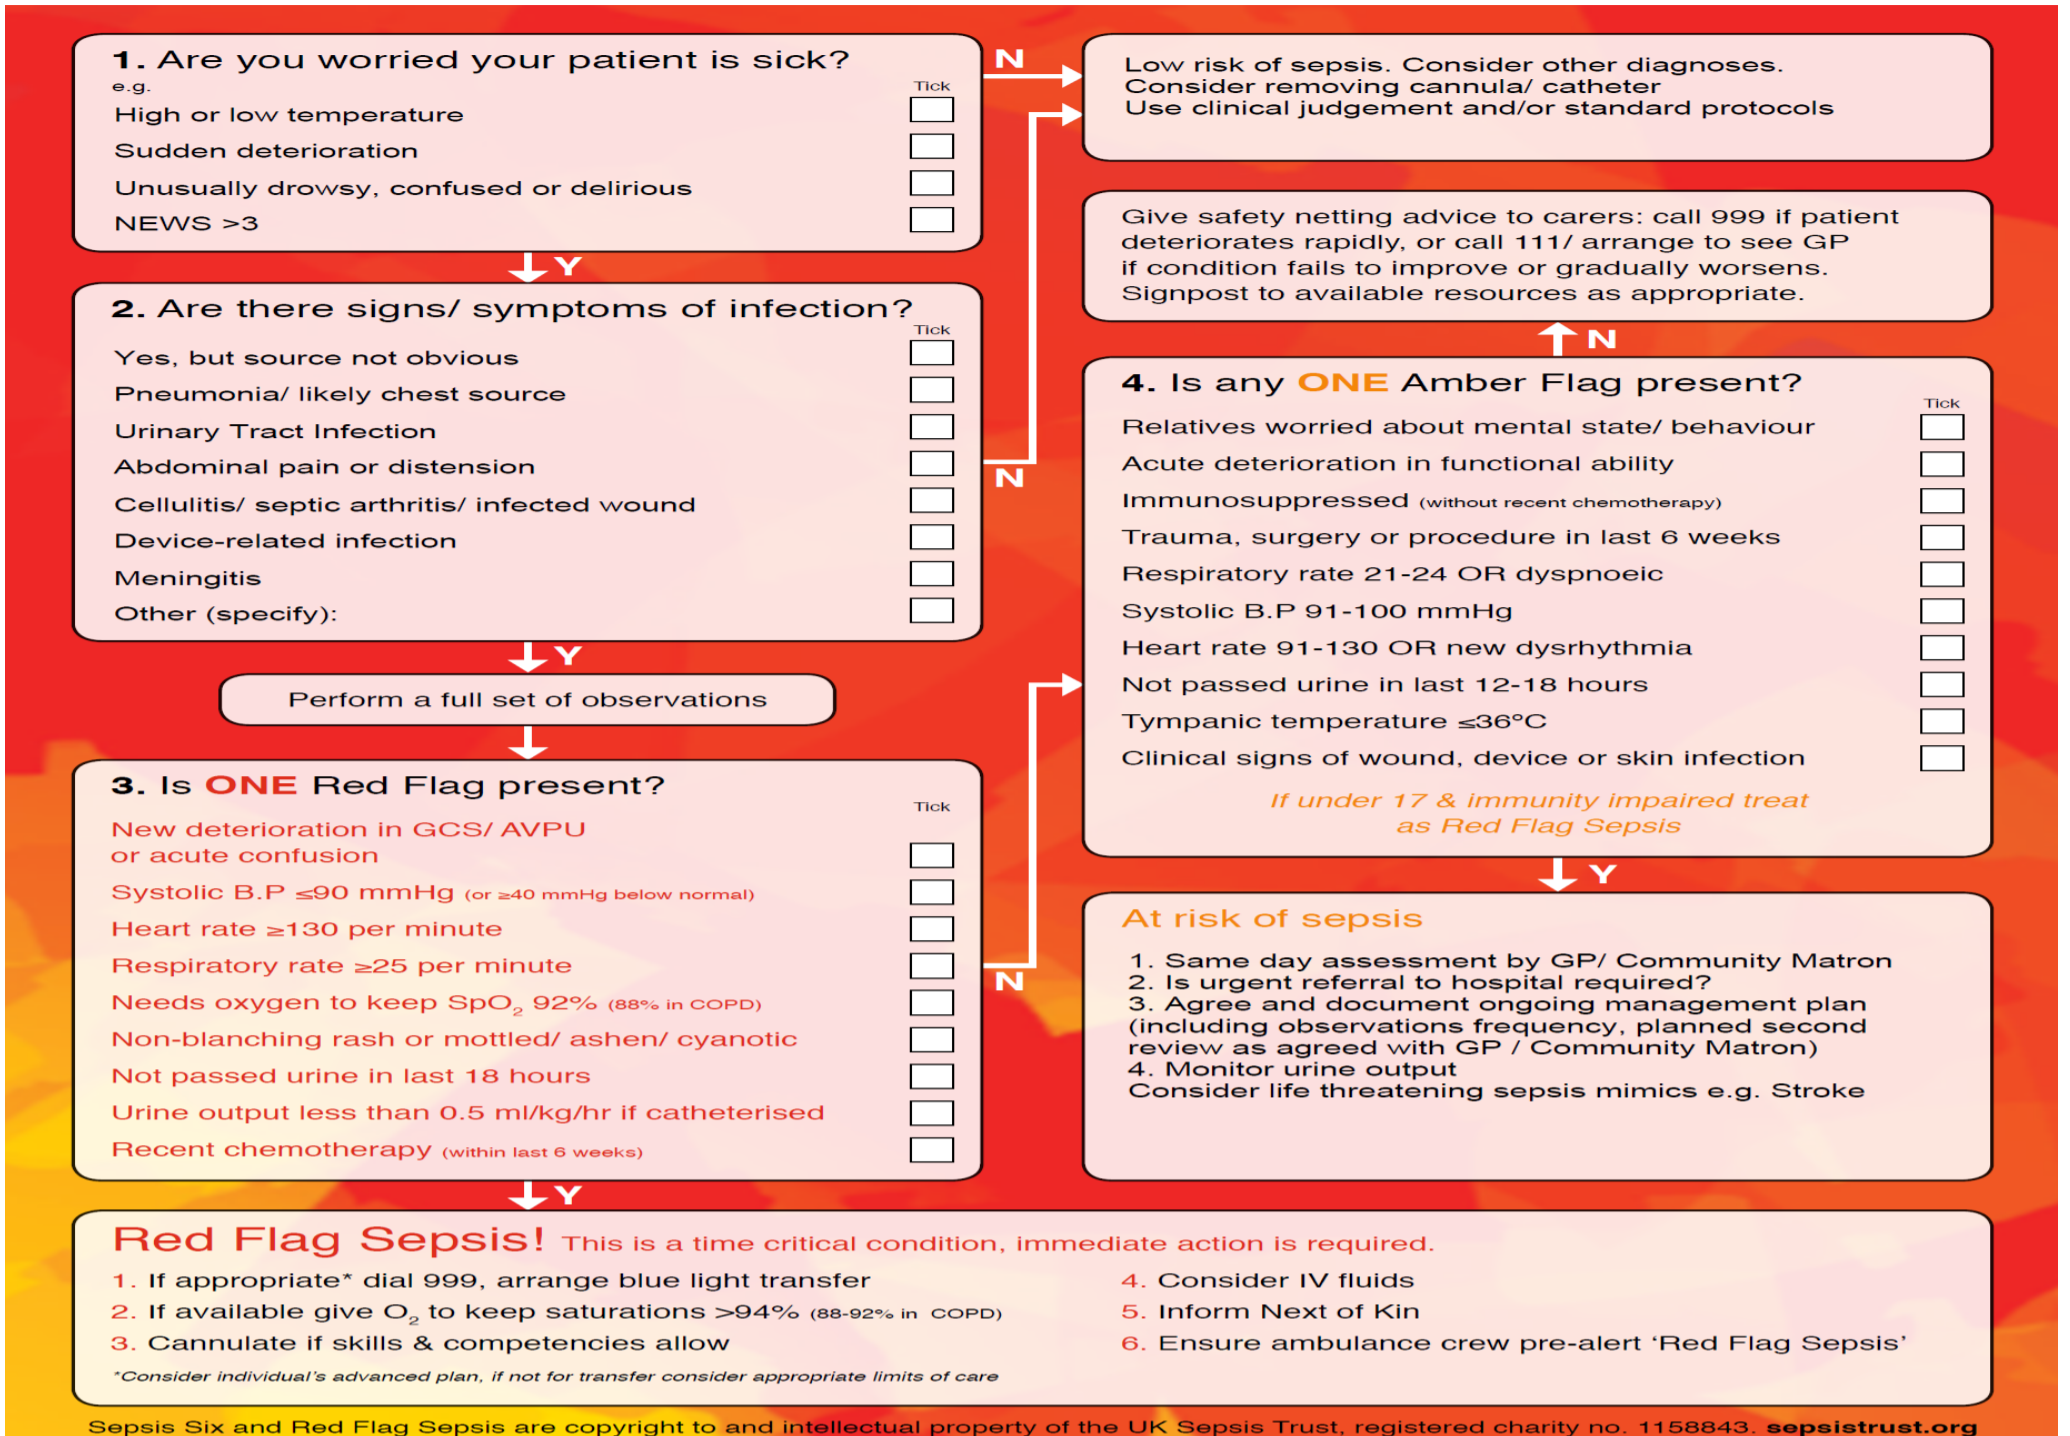 1. Are you worried your patient is sick?
e.g.
Tick
High or low temperature
Sudden deterioration
Unusually drowsy, confused or delirious
NEWS >3
N
Low risk of sepsis. Consider other diagnoses.
Consider removing cannula/ catheter
Use clinical judgement and/or standard protocols
Y
2. Are there signs/ symptoms of infection?
Tick
Yes, but source not obvious
Pneumonia/ likely chest source
Urinary Tract Infection
Abdominal pain or distension
Cellulitis/ septic arthritis/ infected wound
Device-related infection
Meningitis
Other (specify):
N
Y
Perform a full set of observations
3. Is ONE Red Flag present?
Tick
New deterioration in GCS/ AVPU
or acute confusion
Systolic B.P ≤90 mmHg (or ≥40 mmHg below normal)
Heart rate ≥130 per minute
Respiratory rate ≥25 per minute
Needs oxygen to keep SpO₂ 92% (88% in COPD)
Non-blanching rash or mottled/ ashen/ cyanotic
Not passed urine in last 18 hours
Urine output less than 0.5 ml/kg/hr if catheterised
Recent chemotherapy (within last 6 weeks)
N
Y
Give safety netting advice to carers: call 999 if patient
deteriorates rapidly, or call 111/ arrange to see GP
if condition fails to improve or gradually worsens.
Signpost to available resources as appropriate.
N
4. Is any ONE Amber Flag present?
Tick
Relatives worried about mental state/ behaviour
Acute deterioration in functional ability
Immunosuppressed (without recent chemotherapy)
Trauma, surgery or procedure in last 6 weeks
Respiratory rate 21-24 OR dyspnoeic
Systolic B.P 91-100 mmHg
Heart rate 91-130 OR new dysrhythmia
Not passed urine in last 12-18 hours
Tympanic temperature ≤36ºC
Clinical signs of wound, device or skin infection
If under 17 & immunity impaired treat
as Red Flag Sepsis
Y
At risk of sepsis
1. Same day assessment by GP/ Community Matron
2. Is urgent referral to hospital required?
3. Agree and document ongoing management plan
(including observations frequency, planned second
review as agreed with GP / Community Matron)
4. Monitor urine output
Consider life threatening sepsis mimics e.g. Stroke
Red Flag Sepsis! This is a time critical condition, immediate action is required.
1. If appropriate* dial 999, arrange blue light transfer
2. If available give O₂ to keep saturations >94% (88-92% in COPD)
3. Cannulate if skills & competencies allow
*Consider individual's advanced plan, if not for transfer consider appropriate limits of care
4. Consider IV fluids
5. Inform Next of Kin
6. Ensure ambulance crew pre-alert ‘Red Flag Sepsis’
Sepsis Six and Red Flag Sepsis are copyright to and intellectual property of the UK Sepsis Trust, registered charity no. 1158843. sepsistrust.org